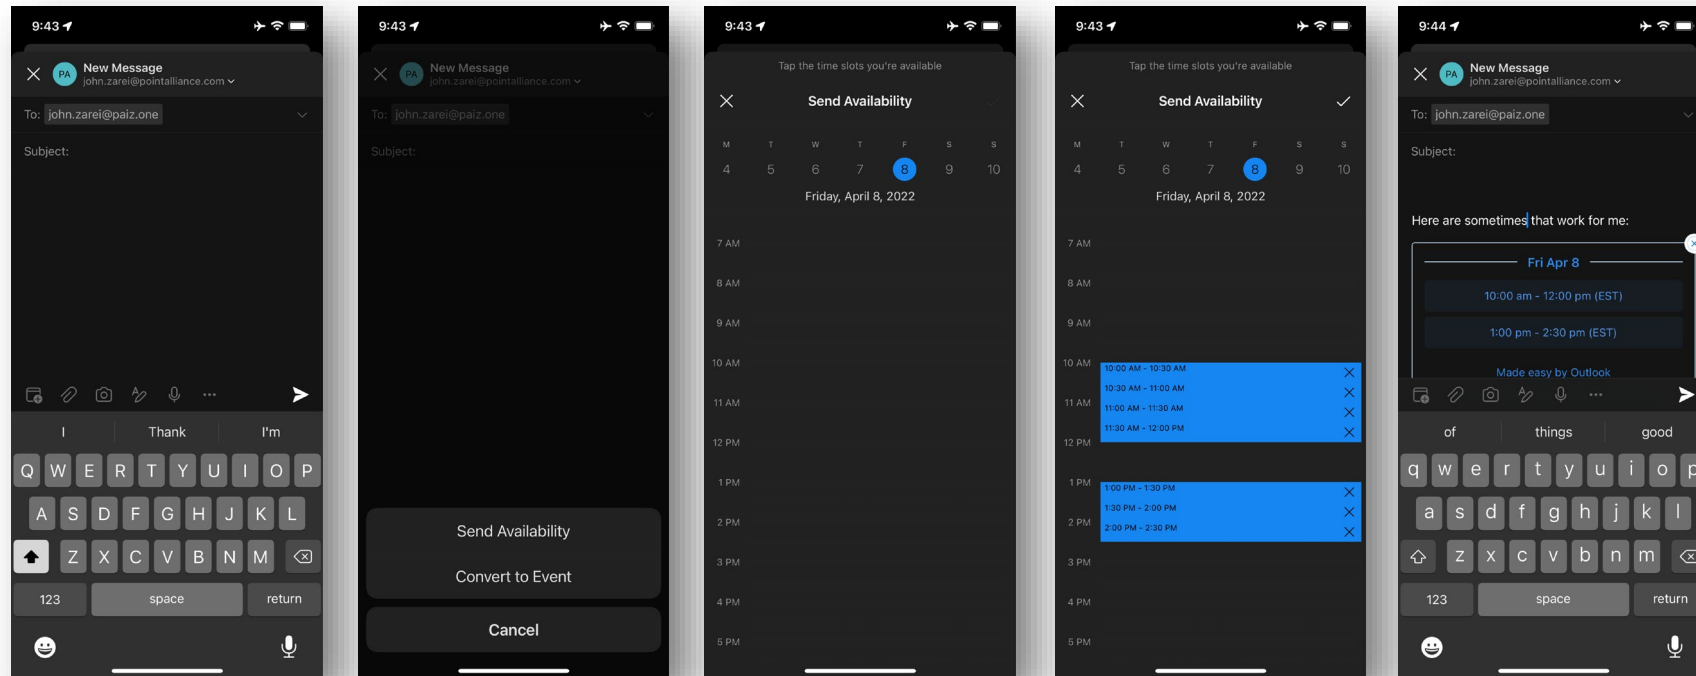 9:43
New Message
PA
john.zarei@pointalliance.com
To: john.zarei@paiz.one
Subject:
I Thank I'm
Q W E R T Y U I O P
A S D F G H J K L
Z X C V B N M
123 space return
9:43
New Message
PA
john.zarei@pointalliance.com
To: john.zarei@paiz.one
Subject:
Send Availability
Convert to Event
Cancel
9:43
Tap the time slots you're available
Send Availability
M T W T F S S
4 5 6 7 8 9 10
Friday, April 8, 2022
7 AM
8 AM
9 AM
10 AM
11 AM
12 PM
1 PM
2 PM
3 PM
4 PM
5 PM
9:43
Tap the time slots you're available
Send Availability
M T W T F S S
4 5 6 7 8 9 10
Friday, April 8, 2022
7 AM
8 AM
9 AM
10 AM
10:00 AM - 10:30 AM
10:30 AM - 11:00 AM
11 AM
11:00 AM - 11:30 AM
11:30 AM - 12:00 PM
12 PM
1 PM
1:00 PM - 1:30 PM
1:30 PM - 2:00 PM
2 PM
2:00 PM - 2:30 PM
3 PM
4 PM
5 PM
9:44
New Message
PA
john.zarei@pointalliance.com
To: john.zarei@paiz.one
Subject:
Here are sometimes that work for me:
Fri Apr 8
10:00 am - 12:00 pm (EST)
1:00 pm - 2:30 pm (EST)
Made easy by Outlook
of things good
q w e r t y u i o p
a s d f g h j k l
z x c v b n m
123 space return